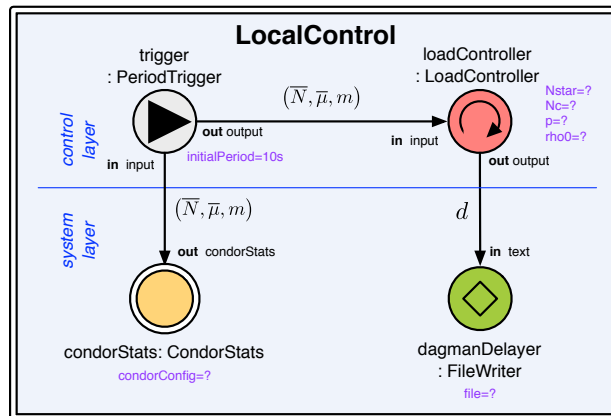 LocalControl
trigger
: PeriodTrigger
loadController
: LoadController
Nstar=?
Nc=?
p=?
rho0=?
(N̅, μ̅, m)
control
layer
out output
in input
in input
initialPeriod=10s
out output
(N̅, μ̅, m)
d
system
layer
out condorStats
in text
condorStats: CondorStats
condorConfig=?
dagmanDelayer
: FileWriter
file=?